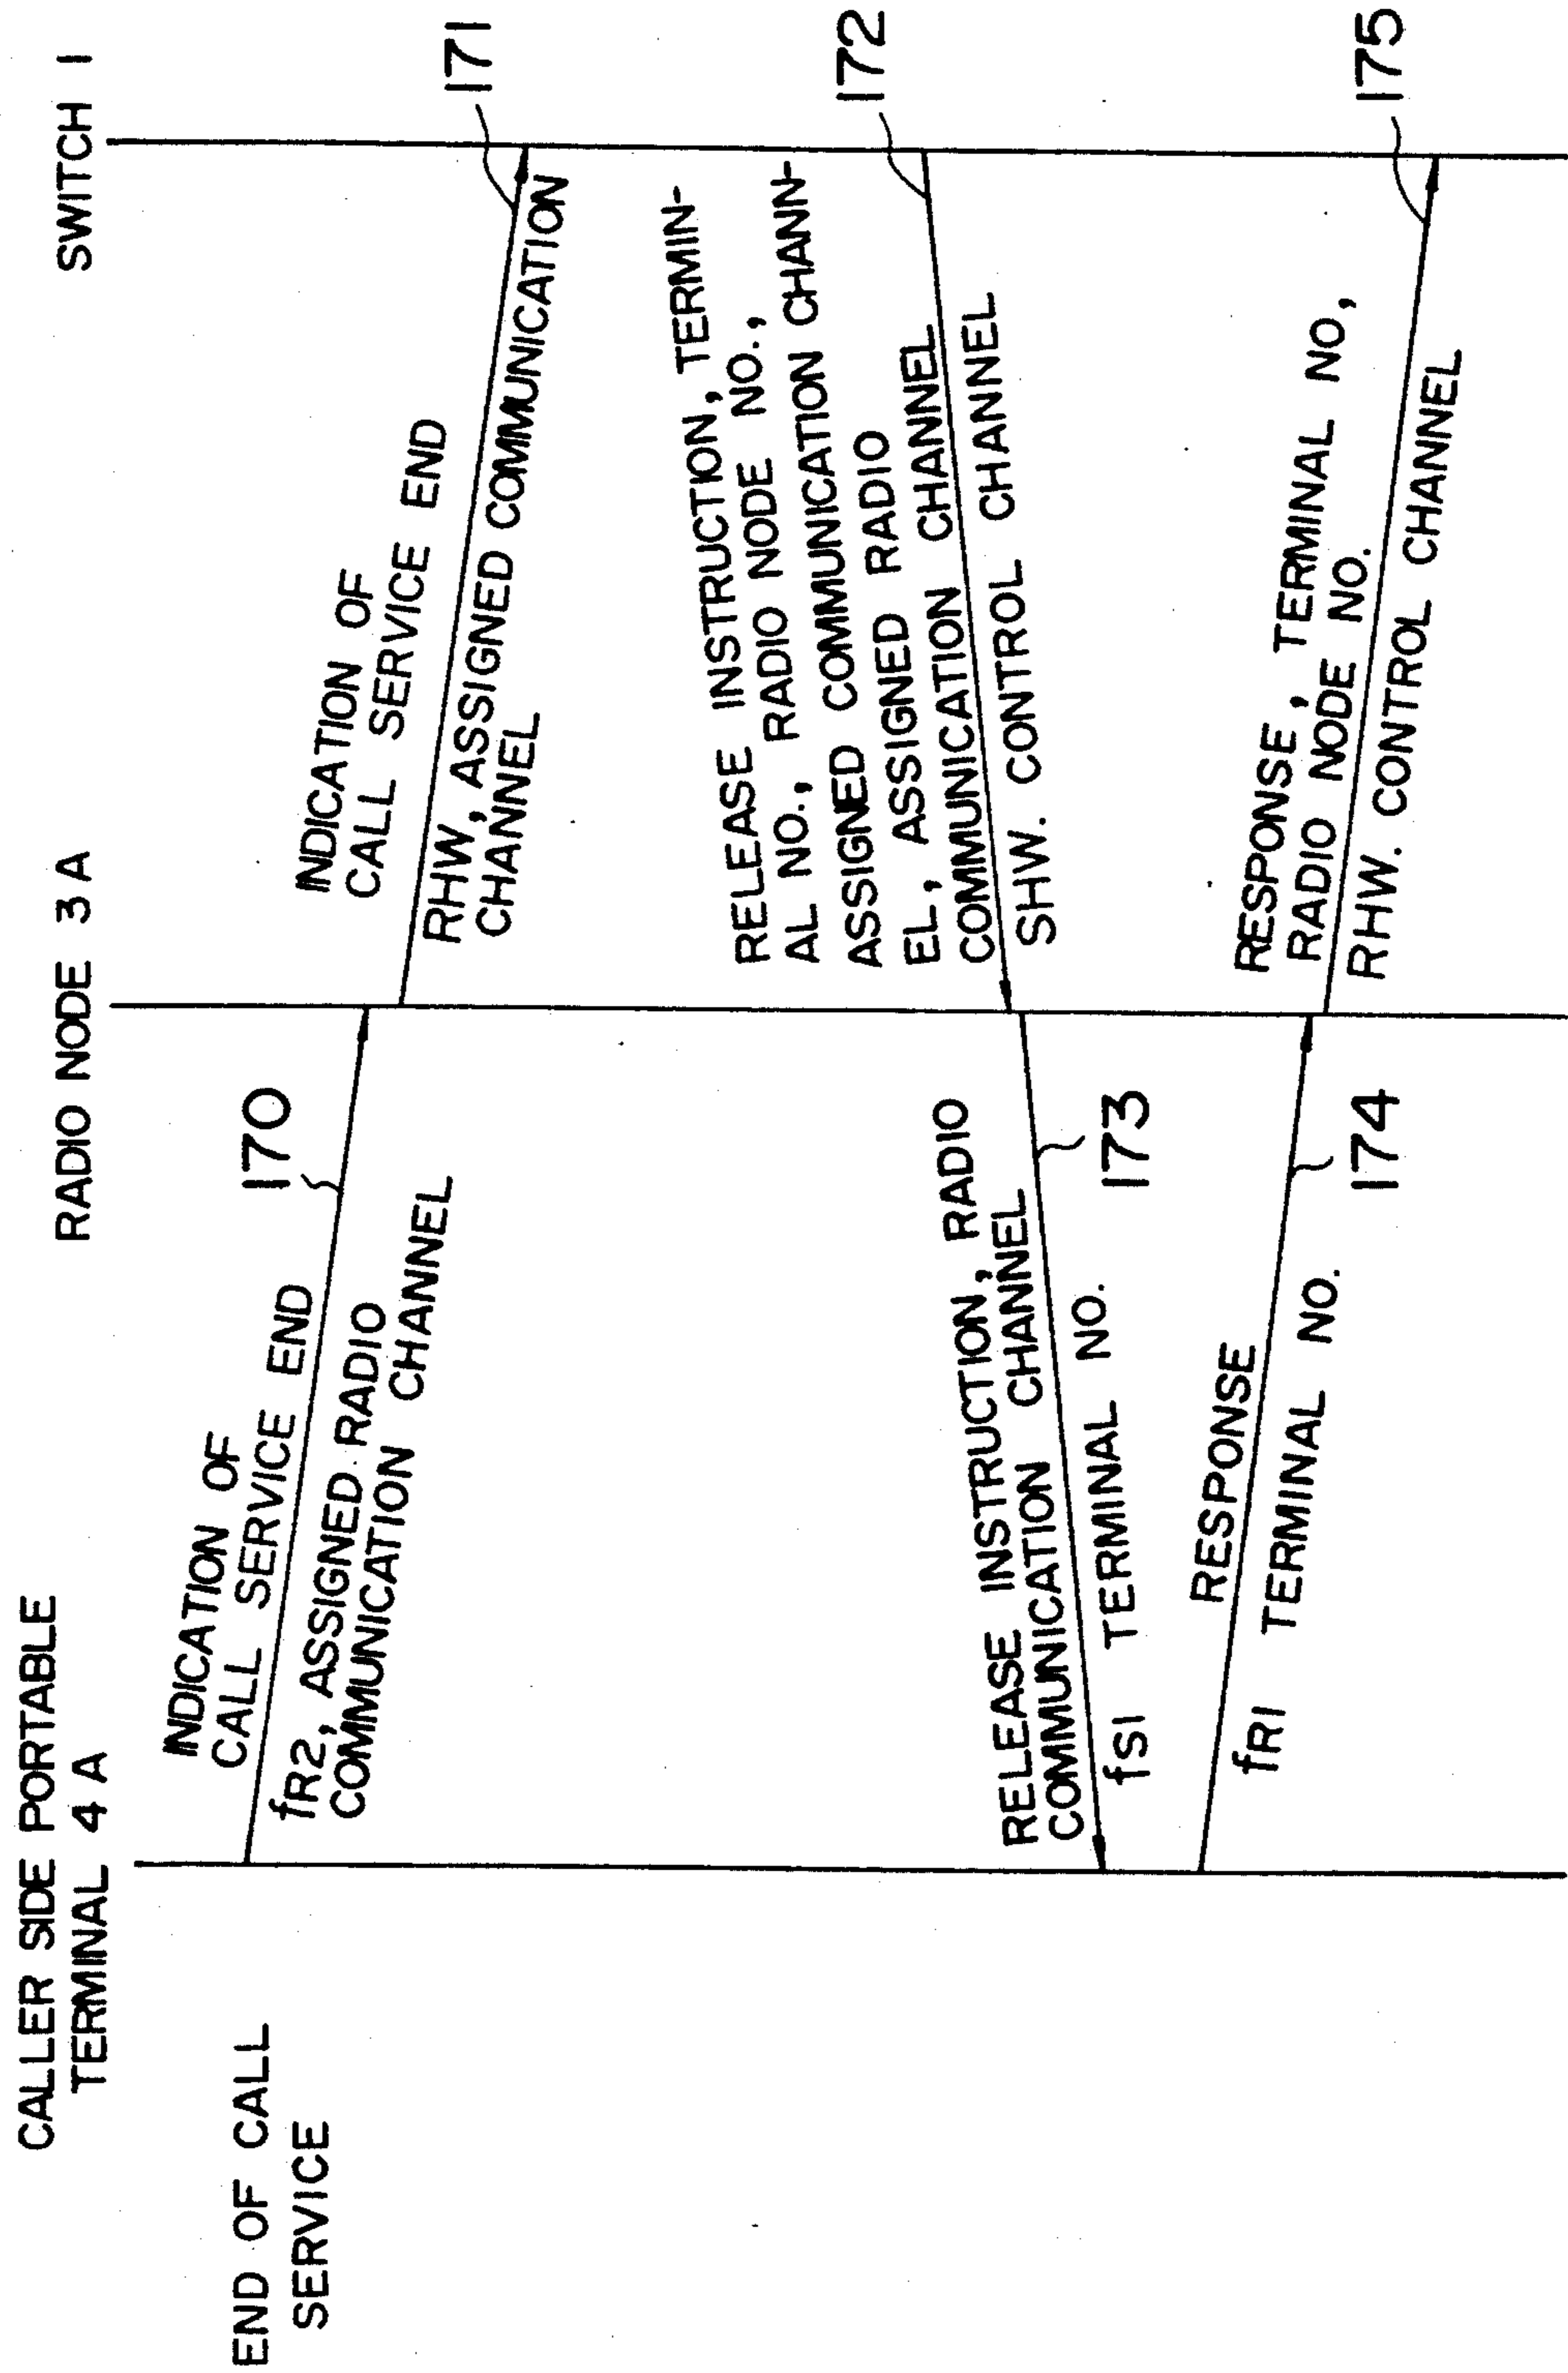 CALLER SIDE PORTABLE
TERMINAL 4 A
RADIO NODE 3 A
SWITCH 1
END OF CALL
SERVICE
INDICATION OF
CALL SERVICE END
170
fR2, ASSIGNED RADIO
COMMUNICATION CHANNEL
INDICATION OF
CALL SERVICE END
171
RHW, ASSIGNED COMMUNICATION
CHANNEL
RELEASE INSTRUCTION, TERMIN-
AL NO., RADIO NODE NO.,
ASSIGNED COMMUNICATION CHANN-
EL, ASSIGNED RADIO
COMMUNICATION CHANNEL
172
SHW. CONTROL CHANNEL
RELEASE INSTRUCTION, RADIO
COMMUNICATION CHANNEL
173
fS1 TERMINAL NO.
RESPONSE
174
fR1 TERMINAL NO.
RESPONSE, TERMINAL NO,
RADIO NODE NO.
175
RHW. CONTROL CHANNEL